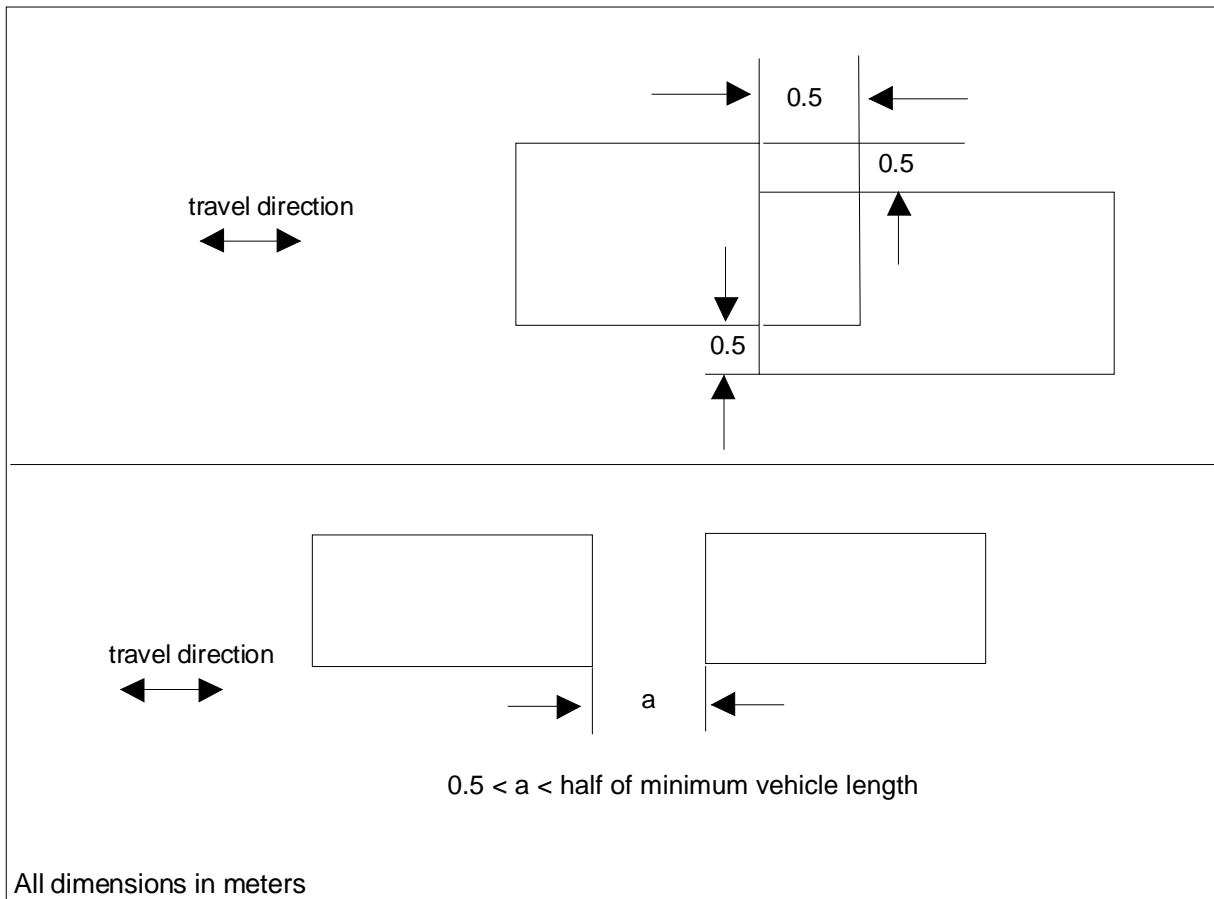 0.5
0.5
travel direction
0.5
travel direction
a
0.5 < a < half of minimum vehicle length
All dimensions in meters